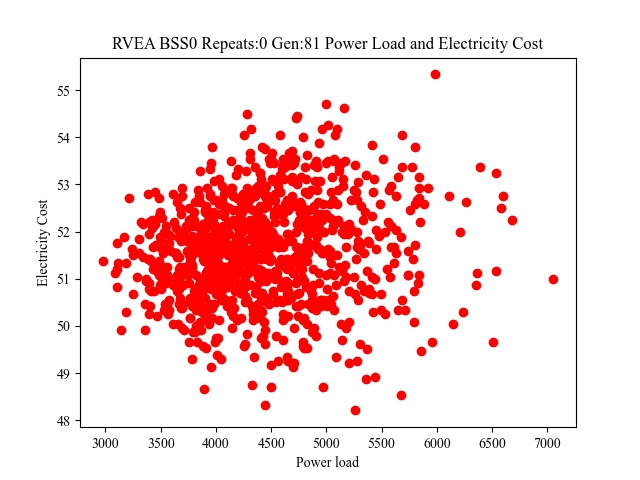 RVEA BSS0 Repeats:0 Gen:81 Power Load and Electricity Cost
55
54
53
52
51
50
49
48
Electricity Cost
3000 3500 4000 4500 5000 5500 6000 6500 7000
Power load